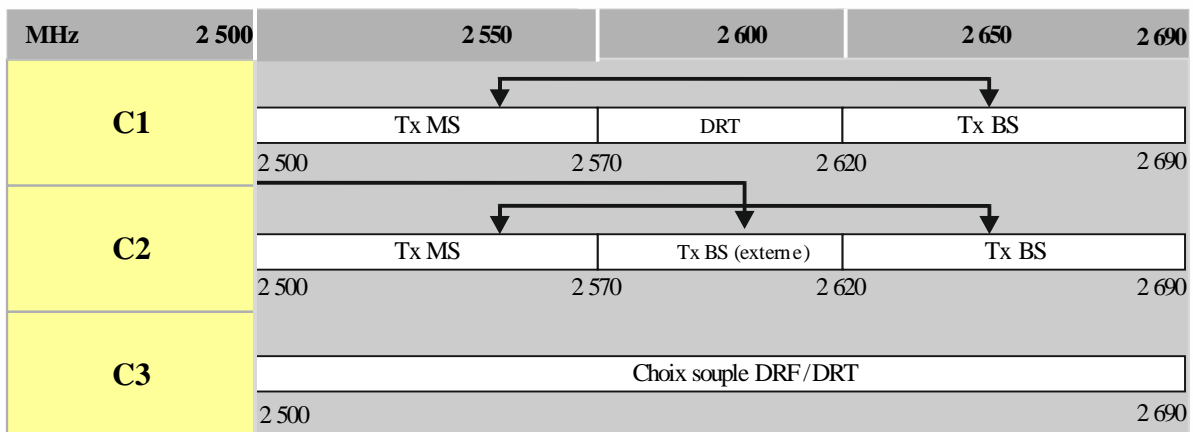 MHz 2 500 2 550 2 600 2 650 2 690
C1 Tx MS DRT Tx BS
2 500 2 570 2 620 2 690
C2 Tx MS Tx BS (externe) Tx BS
2 500 2 570 2 620 2 690
C3 Choix souple DRF/DRT
2 500 2 690